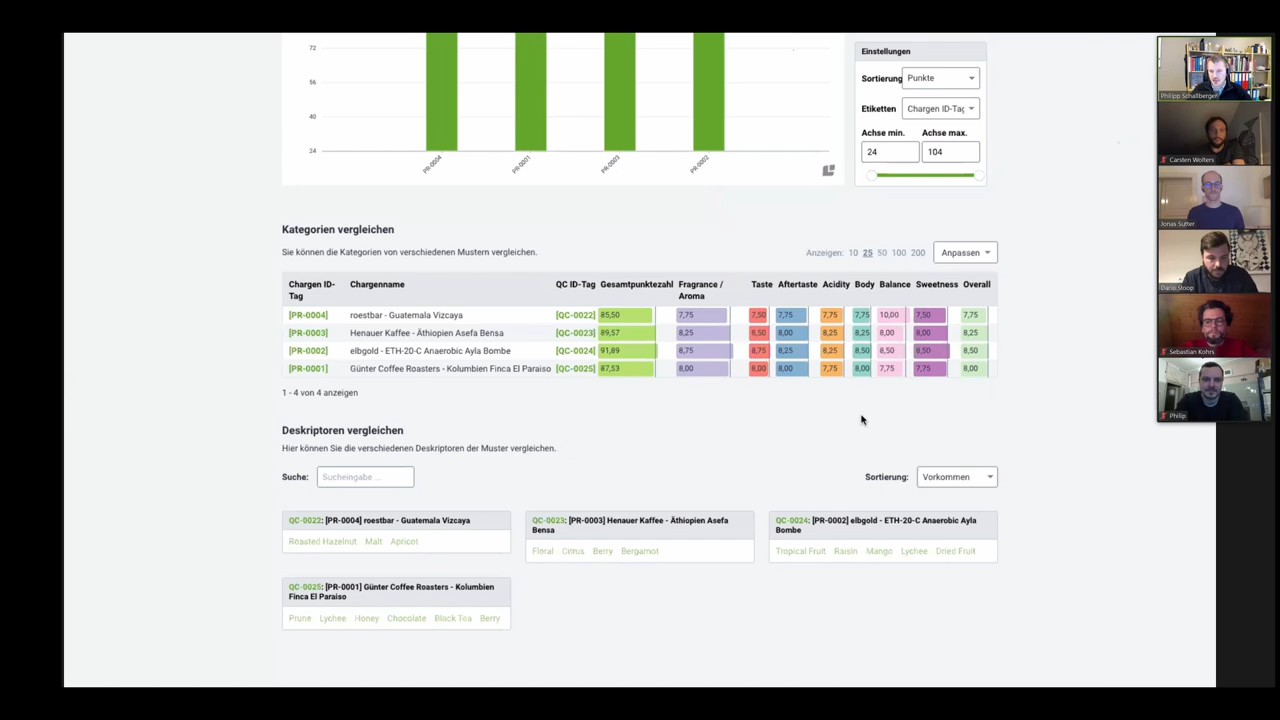 72
56
40
24
PR-0004 PR-0001 PR-0003 PR-0002
Einstellungen
Sortierung Punkte
Etiketten Chargen ID-Tag
Achse min. Achse max.
24 104
Kategorien vergleichen
Sie können die Kategorien von verschiedenen Mustern vergleichen.
Anzeigen: 10 25 50 100 200 Anpassen
Chargen ID-Tag Chargenname QC ID-Tag Gesamtpunktezahl Fragrance / Aroma Taste Aftertaste Acidity Body Balance Sweetness Overall
[PR-0004] roestbar - Guatemala Vizcaya [QC-0022] 85,50 7,75 7,50 7,75 7,75 7,75 10,00 7,50 7,75
[PR-0003] Henauer Kaffee - Äthiopien Asefa Bensa [QC-0023] 89,57 8,25 8,50 8,00 8,25 8,25 8,00 8,00 8,25
[PR-0002] elbgold - ETH-20-C Anaerobic Ayla Bombe [QC-0024] 91,89 8,75 8,75 8,25 8,25 8,50 8,50 8,50 8,50
[PR-0001] Günter Coffee Roasters - Kolumbien Finca El Paraiso [QC-0025] 87,53 8,00 8,00 8,00 7,75 8,00 7,75 7,75 8,00
1 - 4 von 4 anzeigen
Deskriptoren vergleichen
Hier können Sie die verschiedenen Deskriptoren der Muster vergleichen.
Suche: Sucheingabe ... Sortierung: Vorkommen
QC-0022: [PR-0004] roestbar - Guatemala Vizcaya
Roasted Hazelnut Malt Apricot
QC-0023: [PR-0003] Henauer Kaffee - Äthiopien Asefa
Bensa
Floral Citrus Berry Bergamot
QC-0024: [PR-0002] elbgold - ETH-20-C Anaerobic Ayla
Bombe
Tropical Fruit Raisin Mango Lychee Dried Fruit
QC-0025: [PR-0001] Günter Coffee Roasters - Kolumbien
Finca El Paraiso
Prune Lychee Honey Chocolate Black Tea Berry
Philipp Schallberger
Carsten Wolters
Jonas Sutter
Dario Stoop
Sebastian Kohrs
Philip